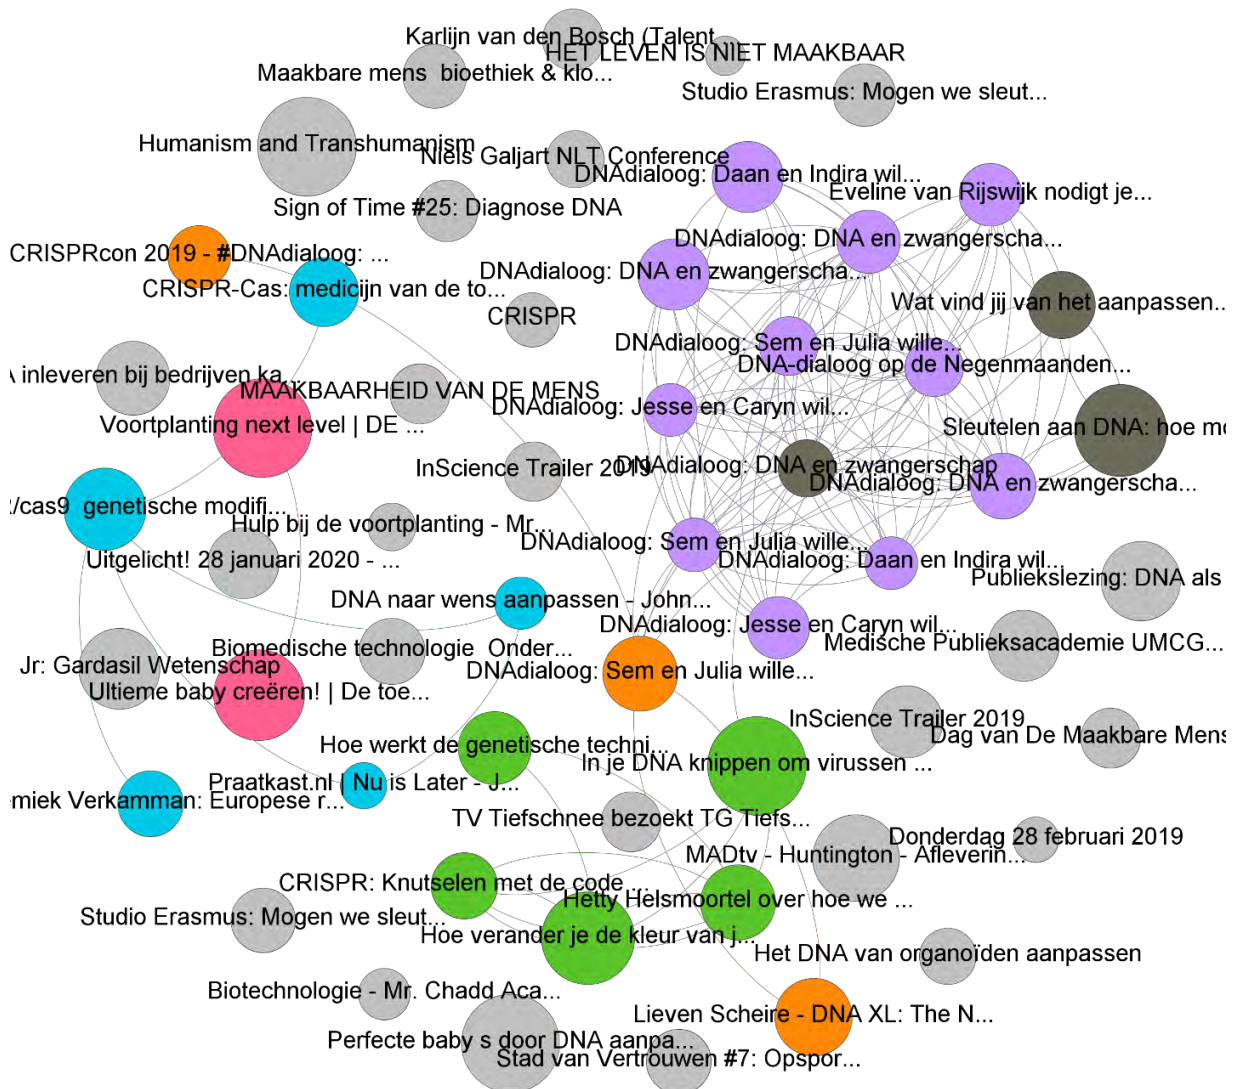 Karlijn van den Bosch (Talent
HET LEVEN IS NIET MAAKBAAR
Maakbare mens bioethiek & klo...
Studio Erasmus: Mogen we sleut...
Humanism and Transhumanism
Niels Galjart NLT Conference
DNAdialoog: Daan en Indira wil...
Eveline van Rijswijk nodigt je...
Sign of Time #25: Diagnose DNA
DNAdialoog: DNA en zwangerscha...
CRISPRcon 2019 - #DNAdialoog: ...
DNAdialoog: DNA en zwangerscha...
CRISPR-Cas: medicijn van de to...
Wat vind jij van het aanpassen...
CRISPR
DNAdialoog: Sem en Julia wille...
DNA-dialoog op de Negenmaanden...
inleveren bij bedrijven ka...
MAAKBAARHEID VAN DE MENS
DNAdialoog: Jesse en Caryn wil...
Voortplanting next level | DE ...
Sleutelen aan DNA: hoe mo
InScience Trailer 2019
DNAdialoog: DNA en zwangerschap
DNAdialoog: DNA en zwangerscha...
/cas9 genetische modifi...
Hulp bij de voortplanting - Mr...
DNAdialoog: Sem en Julia wille...
Uitgelicht! 28 januari 2020 - ...
DNAdialoog: Daan en Indira wil...
Publiekslezing: DNA als
DNA naar wens aanpassen - John...
DNAdialoog: Jesse en Caryn wil...
Medische Publieksacademie UMCG...
Biomedische technologie Onder...
Jr: Gardasil Wetenschap
DNAdialoog: Sem en Julia wille...
Ultieme baby creëren! | De toe...
InScience Trailer 2019
Dag van De Maakbare Mens
Hoe werkt de genetische techni...
In je DNA knippen om virussen ...
Praatkast.nl | Nu is Later - J...
emiek Verkamman: Europese r...
TV Tiefschnee bezoekt TG Tiefs...
Donderdag 28 februari 2019
MADtv - Huntington - Afleverin...
CRISPR: Knutselen met de code ...
Hetty Helsmoortel over hoe we ...
Studio Erasmus: Mogen we sleut...
Hoe verander je de kleur van j...
Het DNA van organoïden aanpassen
Biotechnologie - Mr. Chadd Aca...
Lieven Scheire - DNA XL: The N...
Perfecte baby s door DNA aanpa...
Stad van Vertrouwen #7: Opspor...